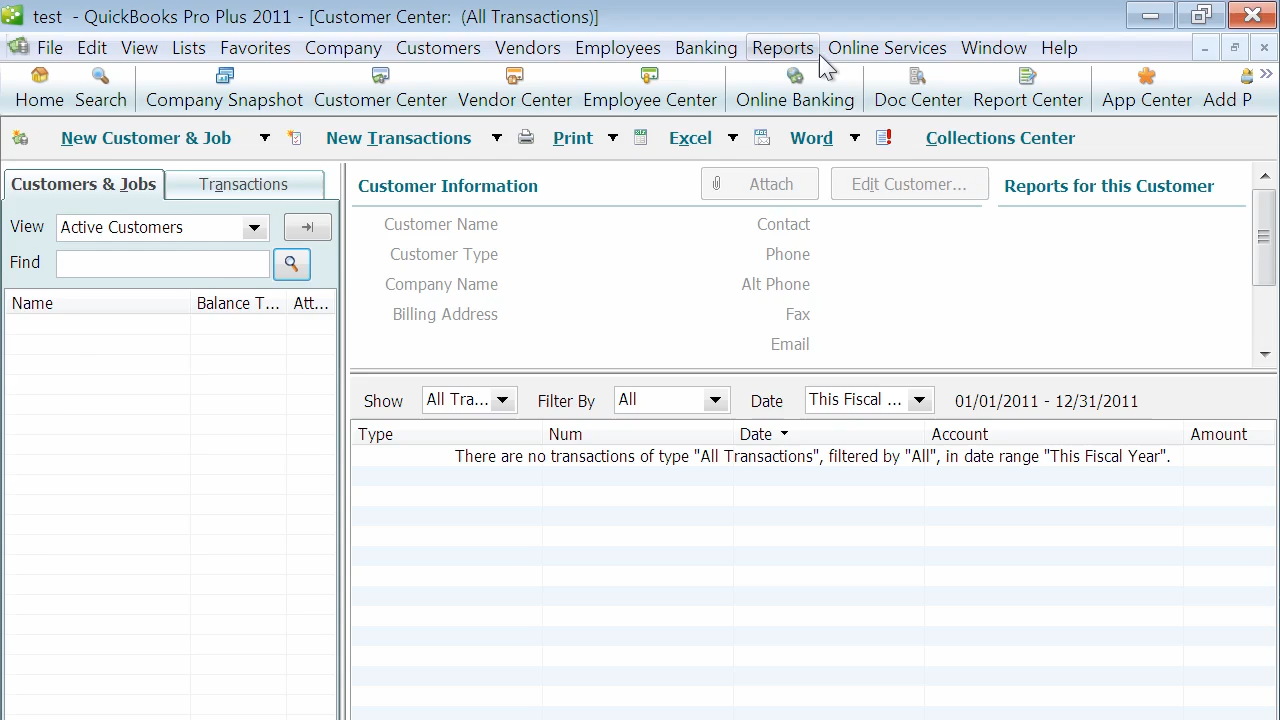 test - QuickBooks Pro Plus 2011 - [Customer Center: (All Transactions)]
File Edit View Lists Favorites Company Customers Vendors Employees Banking Reports Online Services Window Help
Home Search Company Snapshot Customer Center Vendor Center Employee Center Online Banking Doc Center Report Center App Center Add P
New Customer & Job New Transactions Print Excel Word Collections Center
Customers & Jobs Transactions
View Active Customers
Find
Name Balance T... Att...
Customer Information Attach Edit Customer... Reports for this Customer
Customer Name Contact
Customer Type Phone
Company Name Alt Phone
Billing Address Fax
Email
Show All Tra... Filter By All Date This Fiscal ... 01/01/2011 - 12/31/2011
Type Num Date Account Amount
There are no transactions of type "All Transactions", filtered by "All", in date range "This Fiscal Year".